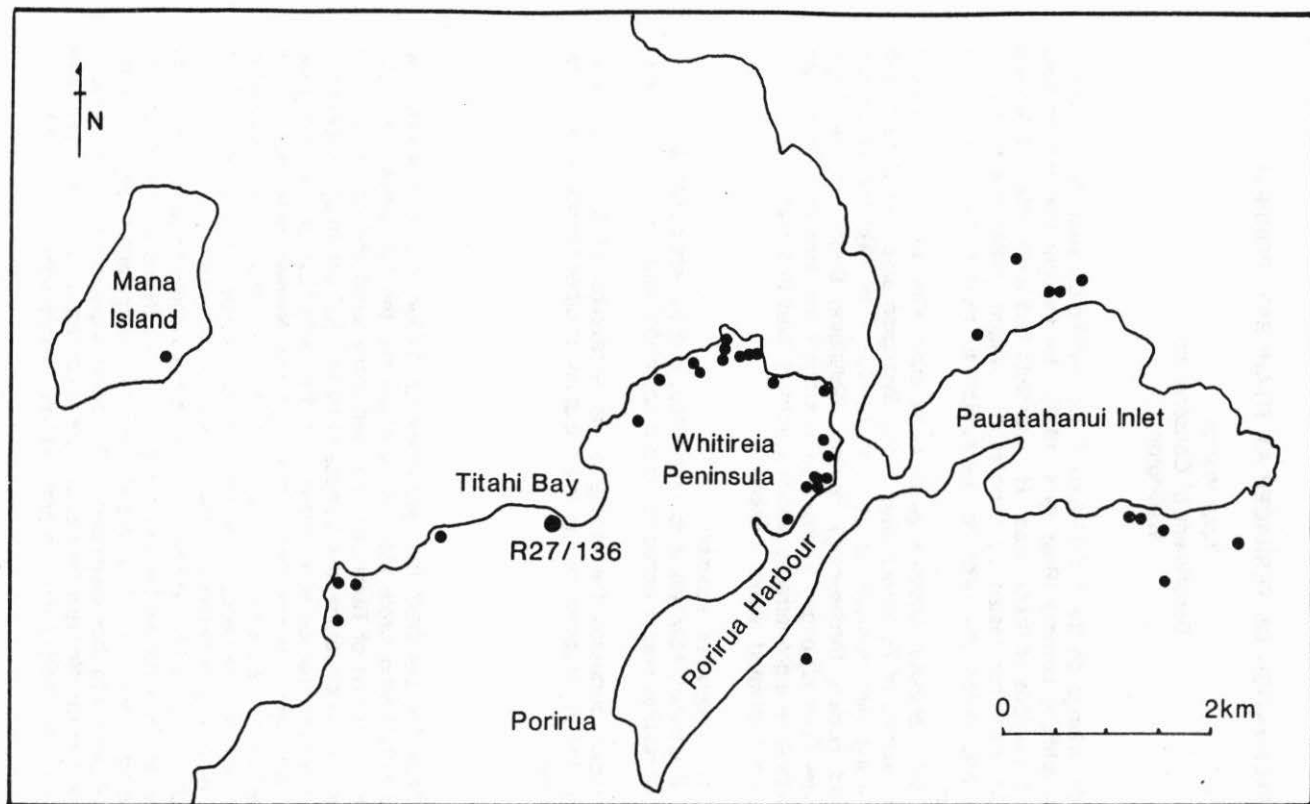 N
Mana
Island
Whitireia
Peninsula
Pauatahanui Inlet
Titahi Bay
R27/136
Porirua Harbour
Porirua
0 2km